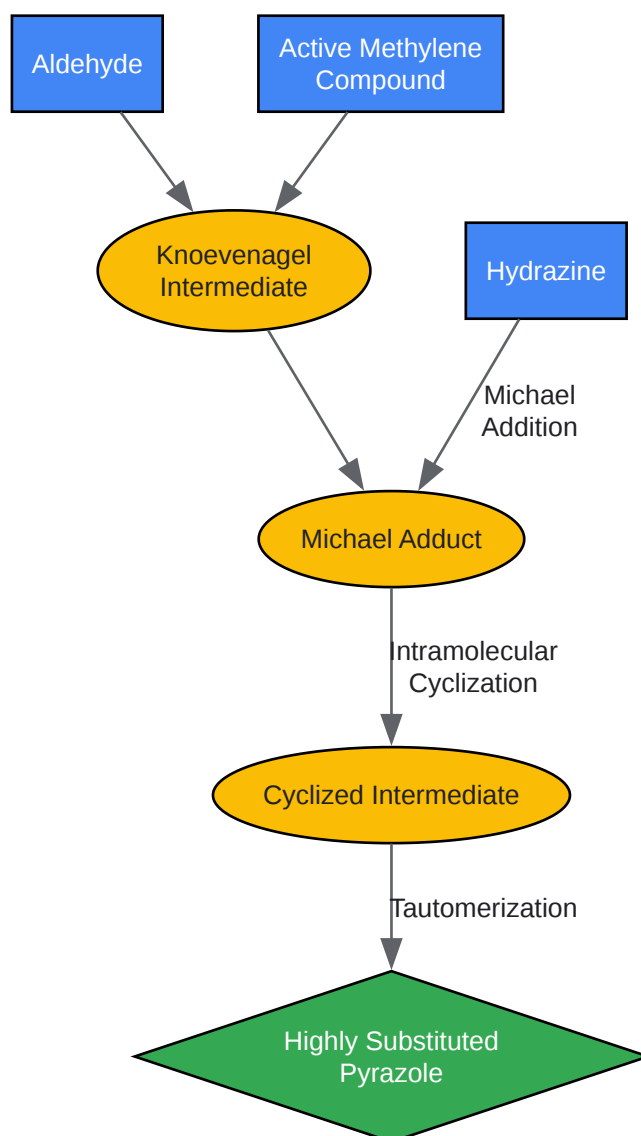 Aldehyde
Active Methylene
Compound
Knoevenagel
Intermediate
Hydrazine
Michael
Addition
Michael Adduct
Intramolecular
Cyclization
Cyclized Intermediate
Tautomerization
Highly Substituted
Pyrazole